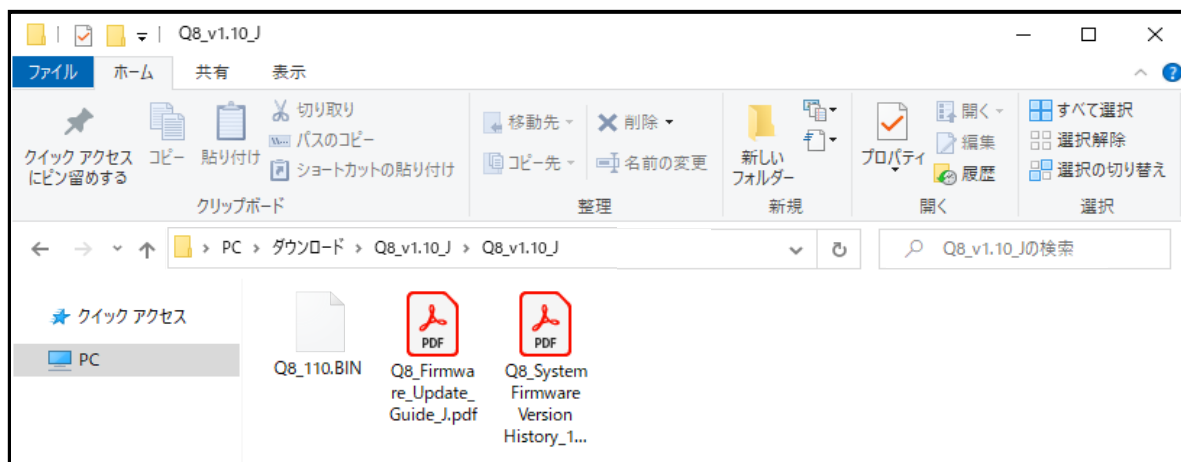 Q8_v1.10_J
ファイル ホーム 共有 表示
クイック アクセス
にピン留めする
コピー
貼り付け
切り取り
パスのコピー
ショートカットの貼り付け
クリップボード
移動先
コピー先
削除
名前の変更
整理
新しい
フォルダー
新規
プロパティ
開く
編集
履歴
開く
すべて選択
選択解除
選択の切り替え
選択
PC > ダウンロード > Q8_v1.10_J > Q8_v1.10_J
Q8_v1.10_Jの検索
クイック アクセス
PC
Q8_110.BIN
PDF
Q8_Firmwa
re_Update_
Guide_J.pdf
PDF
Q8_System
Firmware
Version
History_1...